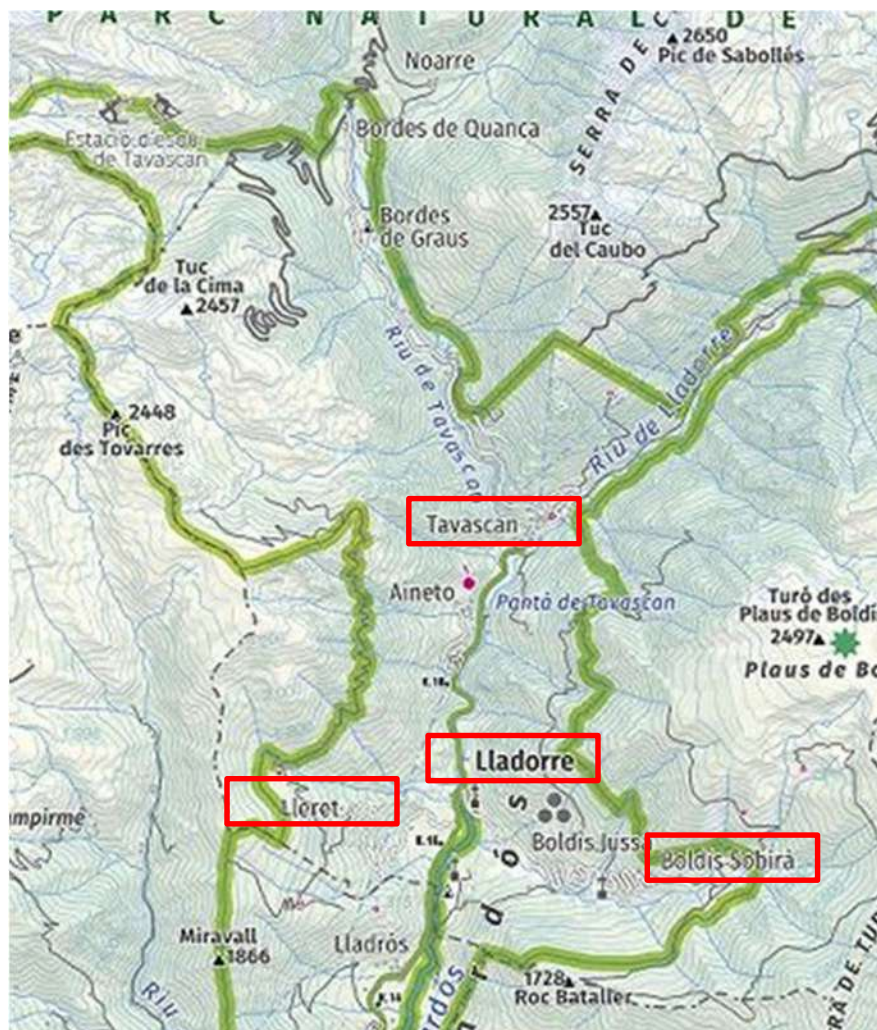 PARC NATURAL DE
2650
Pic de Sabollés
Noarre
SERRA DE
Bordes de Quanca
Estació d'esquí
de Tavascan
Bordes
de Graus
2557
Tuc
del Caubo
Tuc
de la Cima
2457
Riu de Tavascan
Riu de Lladorre
2448
Pic
des Tovarres
Tavascan
Aineto
Pantà de Tavascan
Turó des
Plaus de Boldí
2497
Plaus de Bo
Lladorre
Lleret
ampirme
Boldís Jussà
Boldís Sobirà
Miravall
1866
Lladrós
1728
Roc Bataller
Riu